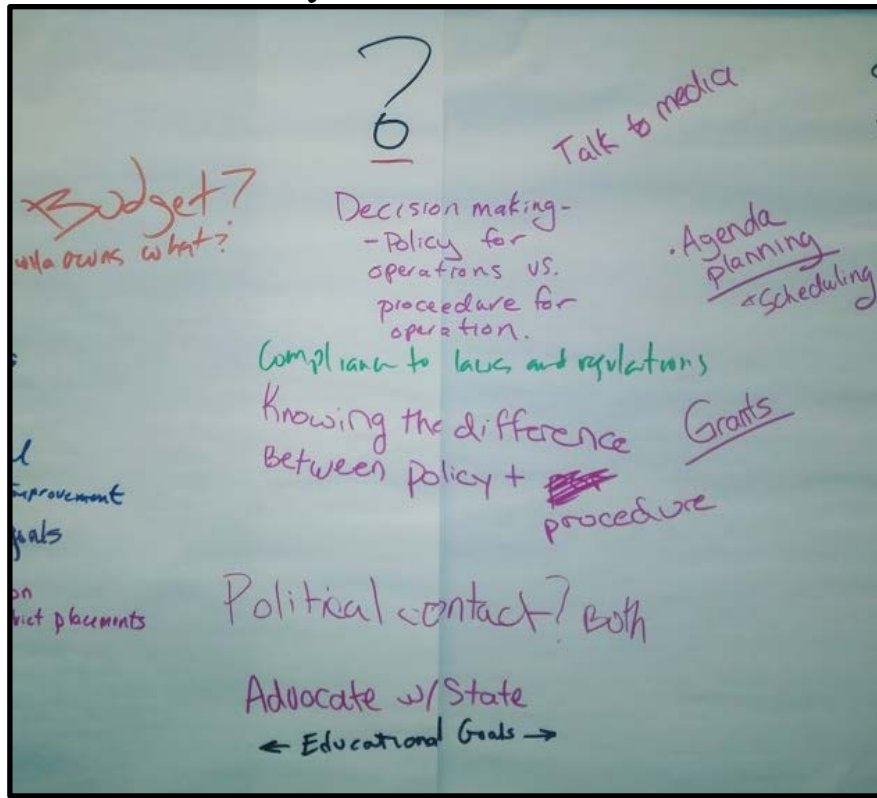 ?
Talk to media
Budget?
who owns what?
Decision making-
- Policy for
operations vs.
proceedure for
operation.
. Agenda
planning
* Scheduling
Compliance to laws and regulations
Knowing the difference
Between policy +
procedure
Grants
improvement
goals
placements
Political contact? Both
Advocate w/State
← Educational Goals →